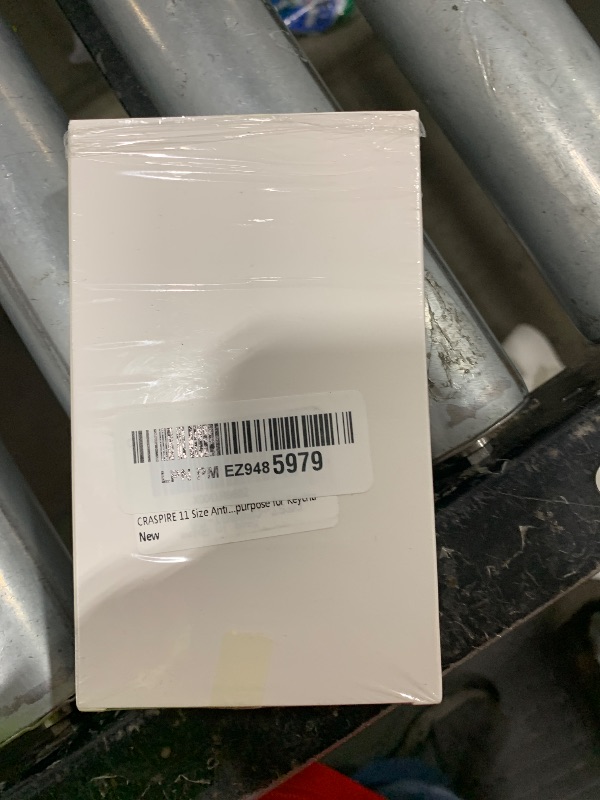 LPN PM EZ948 5979
CRASPIRE 11 Size Anti...purpose for
New